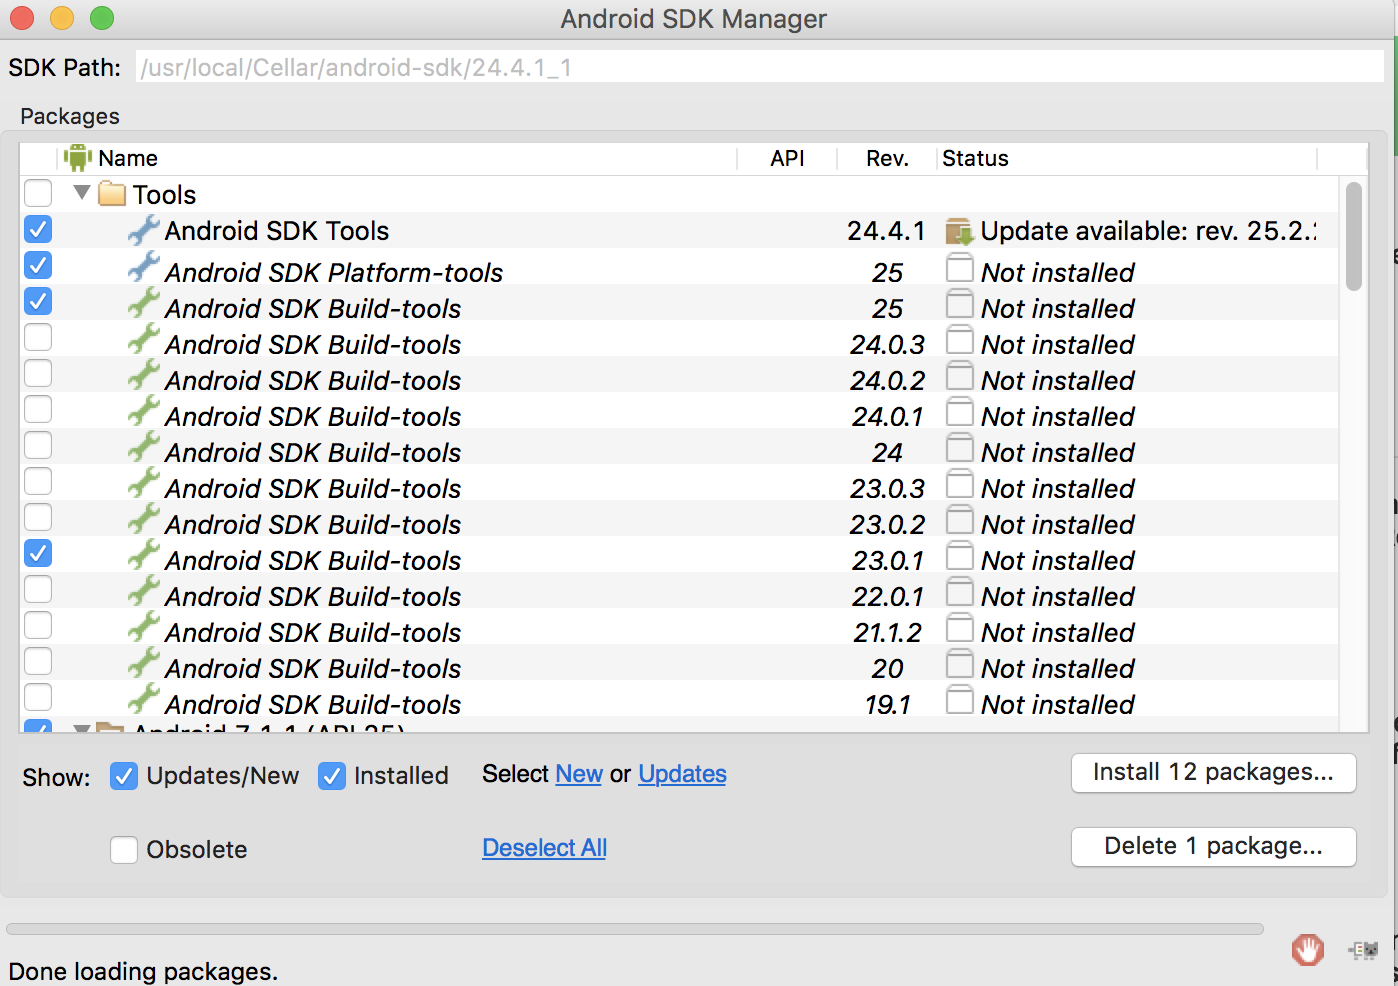 Android SDK Manager
SDK Path: /usr/local/Cellar/android-sdk/24.4.1_1
Packages
Name API Rev. Status
Tools
Android SDK Tools 24.4.1 Update available: rev. 25.2.
Android SDK Platform-tools 25 Not installed
Android SDK Build-tools 25 Not installed
Android SDK Build-tools 24.0.3 Not installed
Android SDK Build-tools 24.0.2 Not installed
Android SDK Build-tools 24.0.1 Not installed
Android SDK Build-tools 24 Not installed
Android SDK Build-tools 23.0.3 Not installed
Android SDK Build-tools 23.0.2 Not installed
Android SDK Build-tools 23.0.1 Not installed
Android SDK Build-tools 22.0.1 Not installed
Android SDK Build-tools 21.1.2 Not installed
Android SDK Build-tools 20 Not installed
Android SDK Build-tools 19.1 Not installed
Android 7.1.1 (API 25)
Show: Updates/New Installed Select New or Updates Install 12 packages...
Obsolete Deselect All Delete 1 package...
Done loading packages.